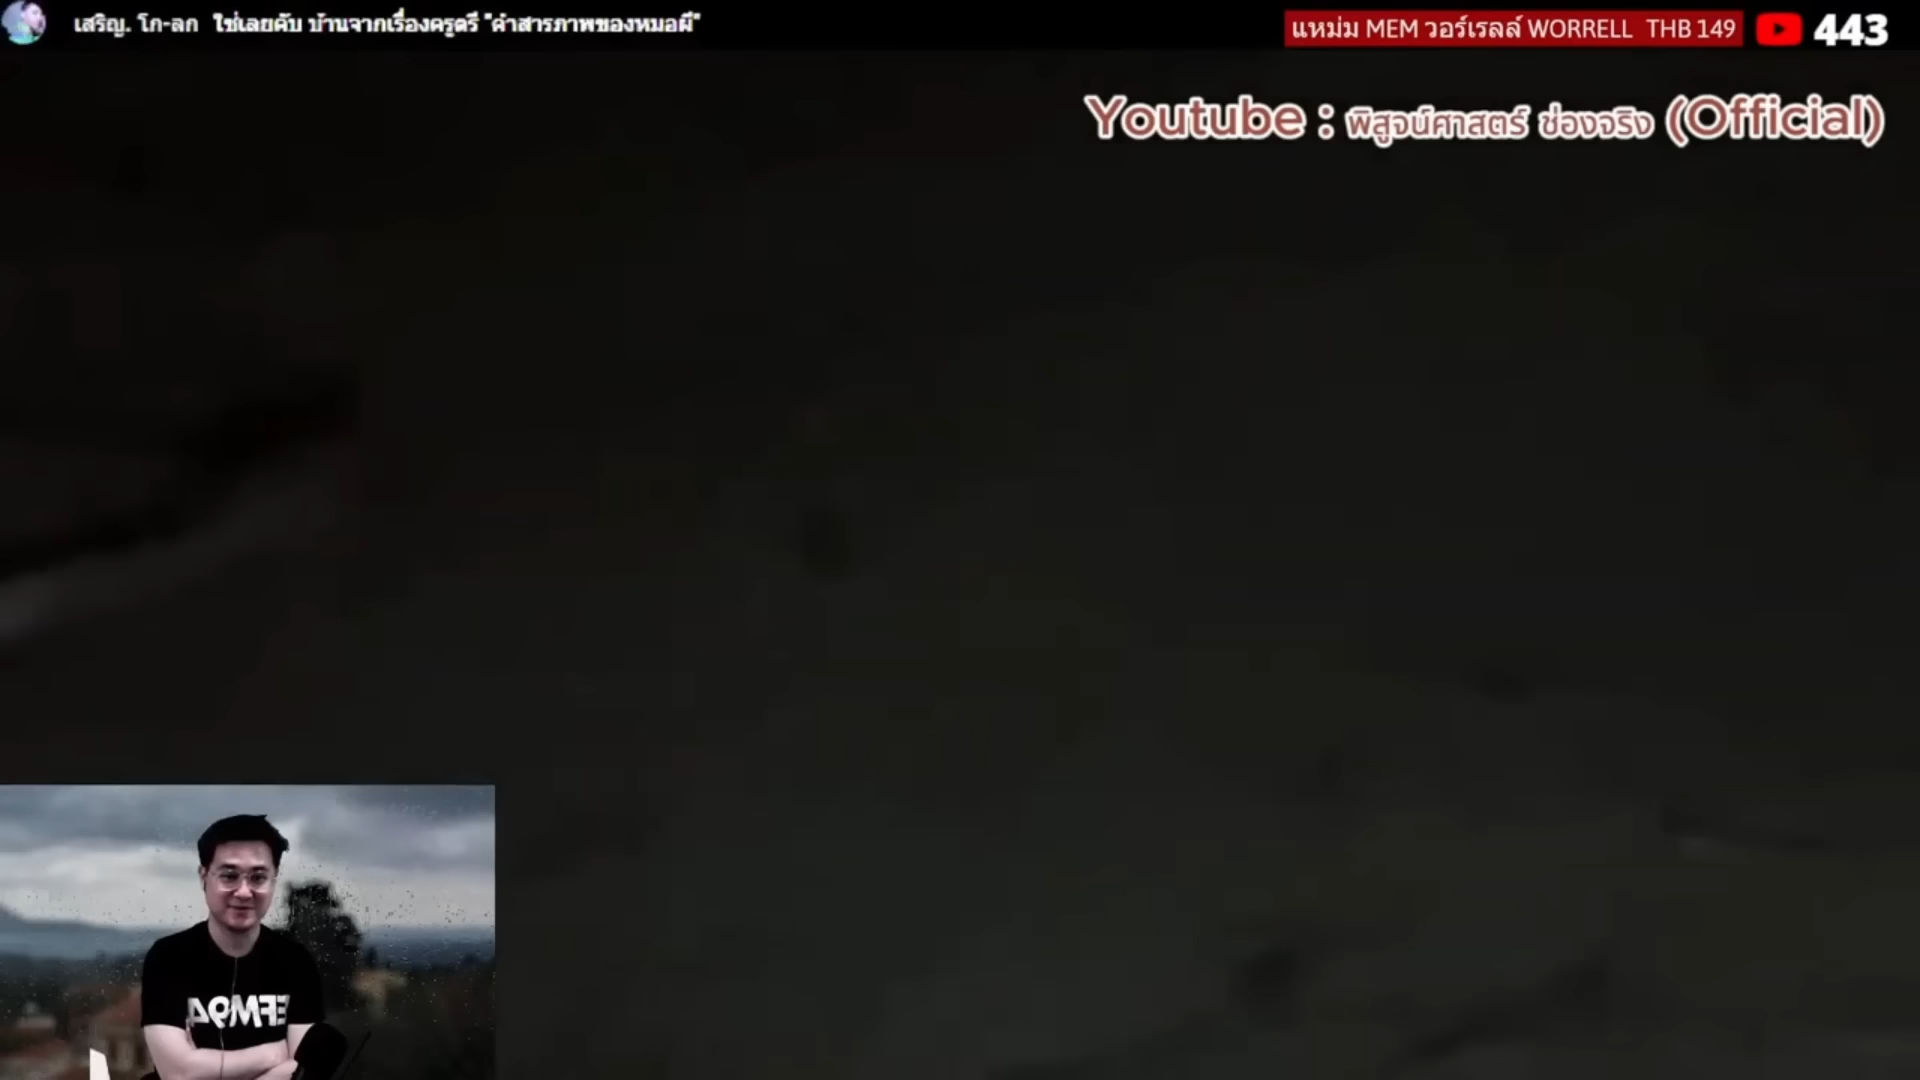 เสริญ. โก-ลก ใช่เลยคับ บ้านจากเรื่องครูตรี "คำสารภาพของหมอผี"
แหม่ม MEM วอร์เรลล์ WORRELL THB 149 443
Youtube : พิสูจน์ศาสตร์ ช่องจริง (Official)
EFM94